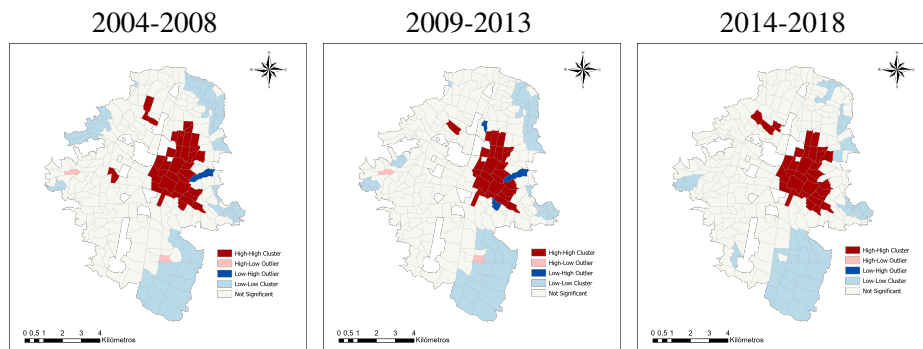 2004-2008
2009-2013
2014-2018
N
High-High Cluster
High-Low Outlier
Low-High Outlier
Low-Low Cluster
Not Significant
0 0,5 1 2 3 4
Kilómetros
N
High-High Cluster
High-Low Outlier
Low-High Outlier
Low-Low Cluster
Not Significant
0 0,5 1 2 3 4
Kilómetros
N
High-High Cluster
High-Low Outlier
Low-High Outlier
Low-Low Cluster
Not Significant
0 0,5 1 2 3 4
Kilómetros